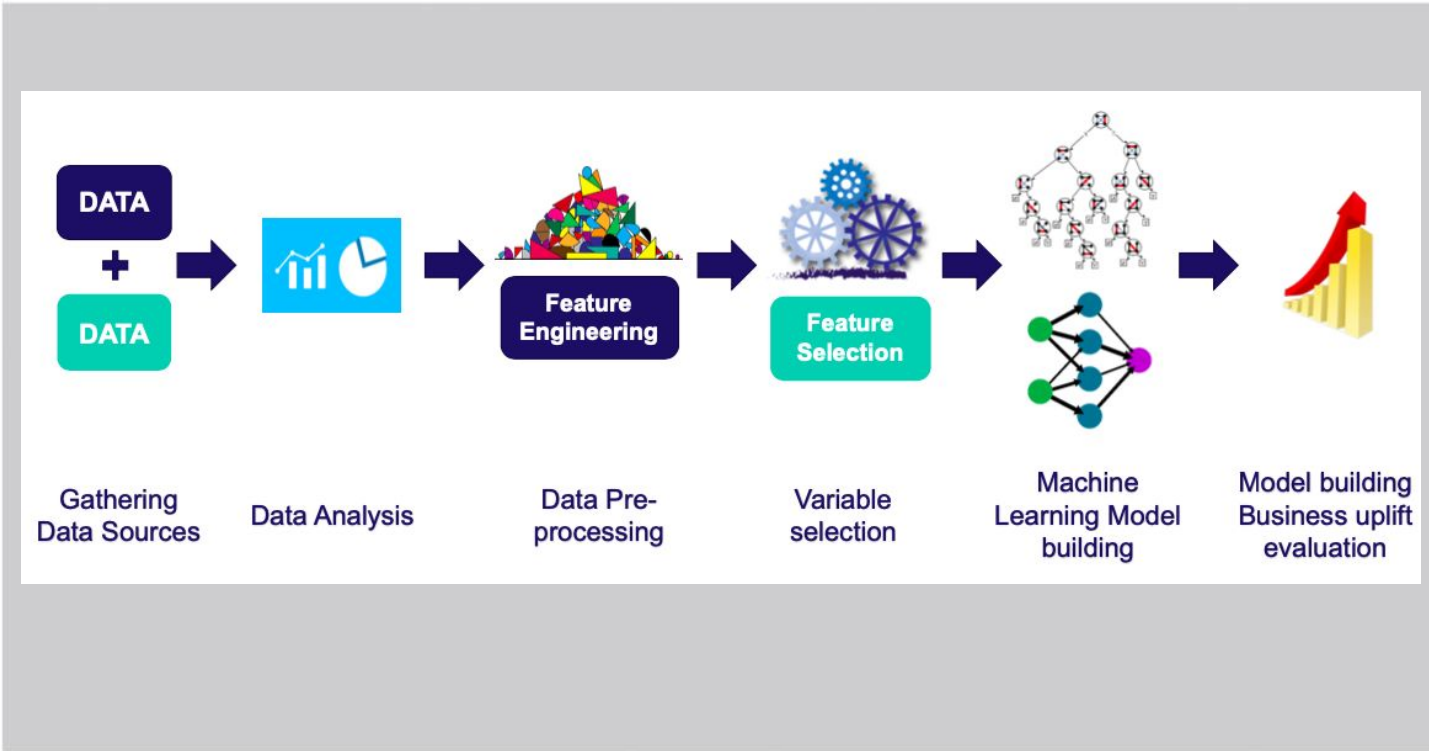 DATA
+
DATA
Feature
Engineering
Feature
Selection
Gathering
Data Sources
Data Analysis
Data Pre-
processing
Variable
selection
Machine
Learning Model
building
Model building
Business uplift
evaluation